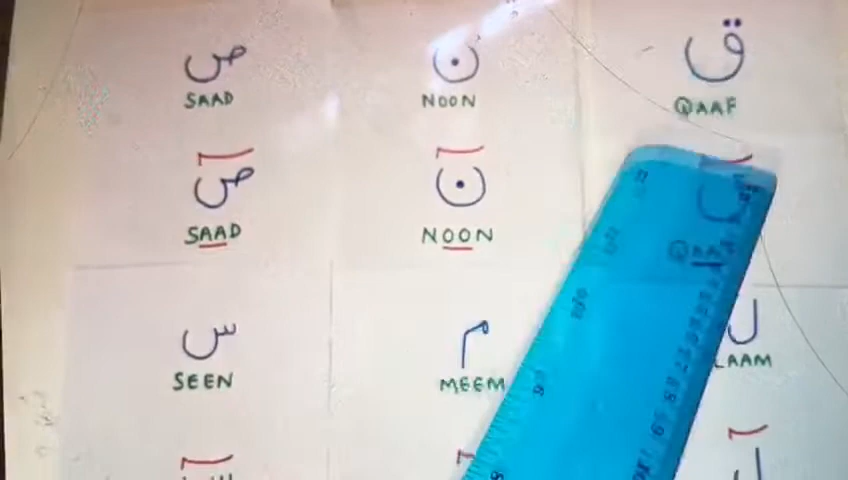 ص ن ق
SAAD NOON QAAF
ص ن
SAAD NOON
س م ل
SEEN MEEM LAAM